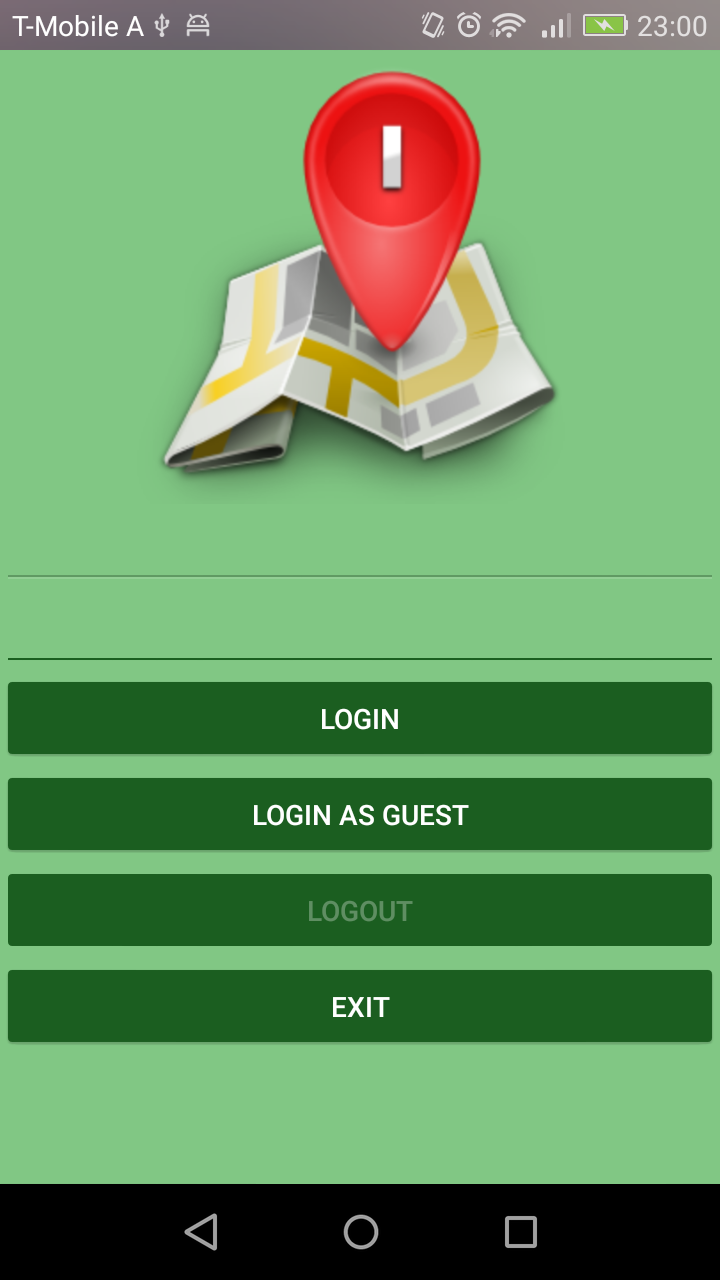 T-Mobile A 23:00
I
LOGIN
LOGIN AS GUEST
LOGOUT
EXIT